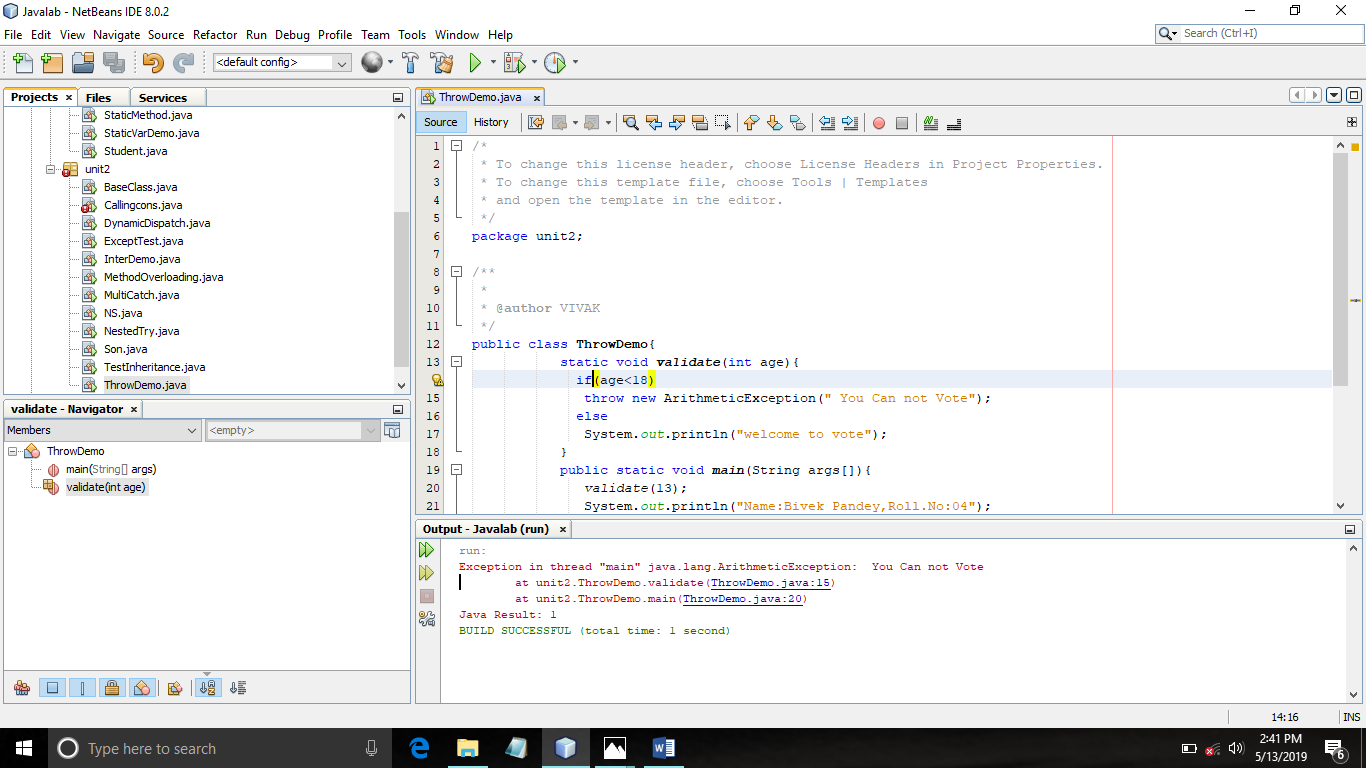 Javalab - NetBeans IDE 8.0.2
File Edit View Navigate Source Refactor Run Debug Profile Team Tools Window Help
Search (Ctrl+I)
<default config>
Projects Files Services
StaticMethod.java
StaticVarDemo.java
Student.java
unit2
BaseClass.java
Callingcons.java
DynamicDispatch.java
ExceptTest.java
InterDemo.java
MethodOverloading.java
MultiCatch.java
NS.java
NestedTry.java
Son.java
TestInheritance.java
ThrowDemo.java
validate - Navigator
Members <empty>
ThrowDemo
main(String[] args)
validate(int age)
ThrowDemo.java
Source History
1 /*
2 * To change this license header, choose License Headers in Project Properties.
3 * To change this template file, choose Tools | Templates
4 * and open the template in the editor.
5 */
6 package unit2;
7
8 /**
9 *
10 * @author VIVAK
11 */
12 public class ThrowDemo{
13 static void validate(int age){
if(age<18)
15 throw new ArithmeticException(" You Can not Vote");
16 else
17 System.out.println("welcome to vote");
18 }
19 public static void main(String args[]){
20 validate(13);
21 System.out.println("Name:Bivek Pandey,Roll.No:04");
Output - Javalab (run)
run:
Exception in thread "main" java.lang.ArithmeticException:  You Can not Vote
at unit2.ThrowDemo.validate(ThrowDemo.java:15)
at unit2.ThrowDemo.main(ThrowDemo.java:20)
Java Result: 1
BUILD SUCCESSFUL (total time: 1 second)
14:16 INS
Type here to search
2:41 PM
5/13/2019
6